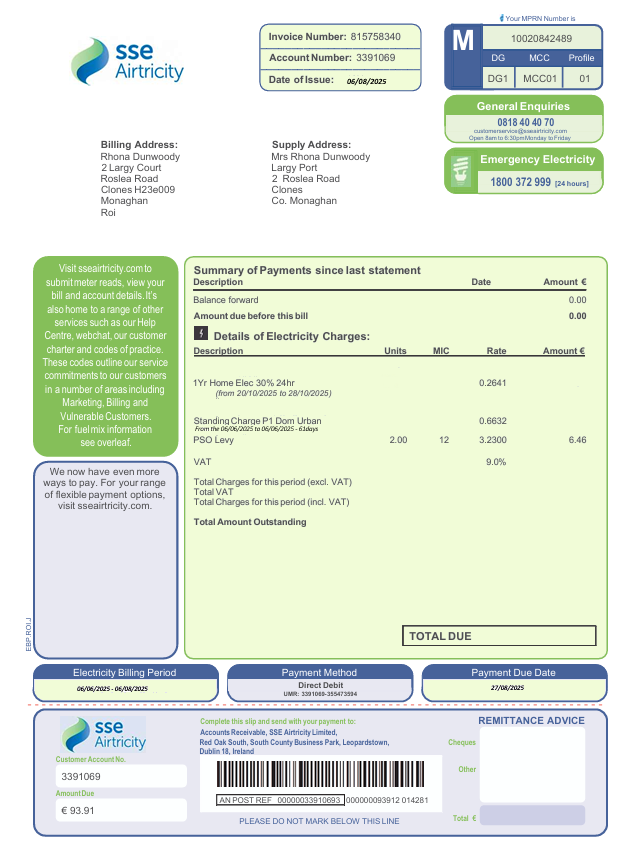 Your MPRN Number is
sse
Airtricity
Invoice Number: 815758340
Account Number: 3391069
Date of Issue: 06/08/2025
M
10020842489
DG MCC Profile
DG1 MCC01 01
General Enquiries
0818 40 40 70
customerservice@sseairtricity.com
Open 8am to 6:30pmMonday to Friday
Emergency Electricity
1800 372 999 [24 hours]
Billing Address:
Rhona Dunwoody
2 Largy Court
Roslea Road
Clones H23e009
Monaghan
Roi
Supply Address:
Mrs Rhona Dunwoody
Largy Port
2 Roslea Road
Clones
Co. Monaghan
Visit sseairtricity.com to
submit meter reads, view your
bill and account details. It's
also home to a range of other
services such as our Help
Centre, webchat, our customer
charter and codes of practice.
These codes outline our service
commitments to our customers
in a number of areas including
Marketing, Billing and
Vulnerable Customers.
For fuel mix information
see overleaf.
We now have even more
ways to pay. For your range
of flexible payment options,
visit sseairtricity.com.
EBP.ROI.J
Summary of Payments since last statement
Description Date Amount €
Balance forward 0.00
Amount due before this bill 0.00
Details of Electricity Charges:
Description Units MIC Rate Amount €
1Yr Home Elec 30% 24hr 0.2641
(from 20/10/2025 to 28/10/2025)
Standing Charge P1 Dom Urban 0.6632
From the 06/06/2025 to 06/06/2025 - 61days
PSO Levy 2.00 12 3.2300 6.46
VAT 9.0%
Total Charges for this period (excl. VAT)
Total VAT
Total Charges for this period (incl. VAT)
Total Amount Outstanding
TOTAL DUE
Electricity Billing Period
06/06/2025 - 06/08/2025
Payment Method
Direct Debit
UMR: 3391069-355473594
Payment Due Date
27/08/2025
sse
Airtricity
Customer Account No.
3391069
Amount Due
€ 93.91
Complete this slip and send with your payment to:
Accounts Receivable, SSE Airtricity Limited,
Red Oak South, South County Business Park, Leopardstown,
Dublin 18, Ireland
AN POST REF 00000033910693 000000093912 014281
PLEASE DO NOT MARK BELOW THIS LINE
REMITTANCE ADVICE
Cheques
Other
Total €